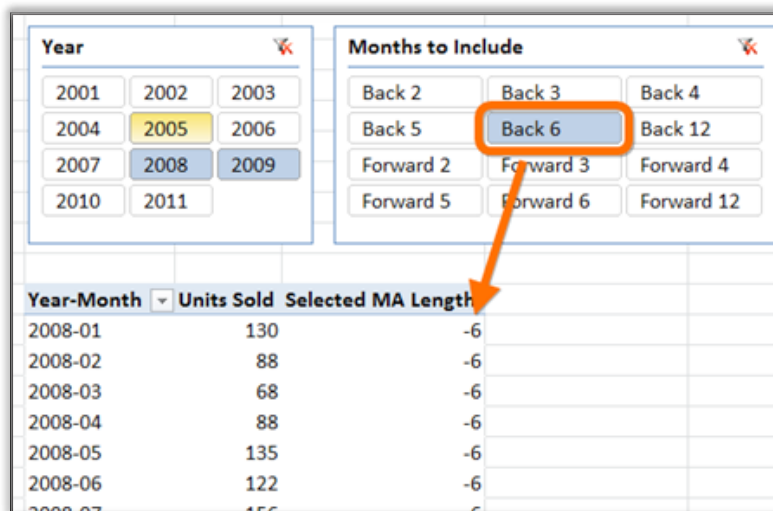 Year
2001 2002 2003
2004 2005 2006
2007 2008 2009
2010 2011
Months to Include
Back 2 Back 3 Back 4
Back 5 Back 6 Back 12
Forward 2 Forward 3 Forward 4
Forward 5 Forward 6 Forward 12
Year-Month Units Sold Selected MA Length
2008-01 130 -6
2008-02 88 -6
2008-03 68 -6
2008-04 88 -6
2008-05 135 -6
2008-06 122 -6